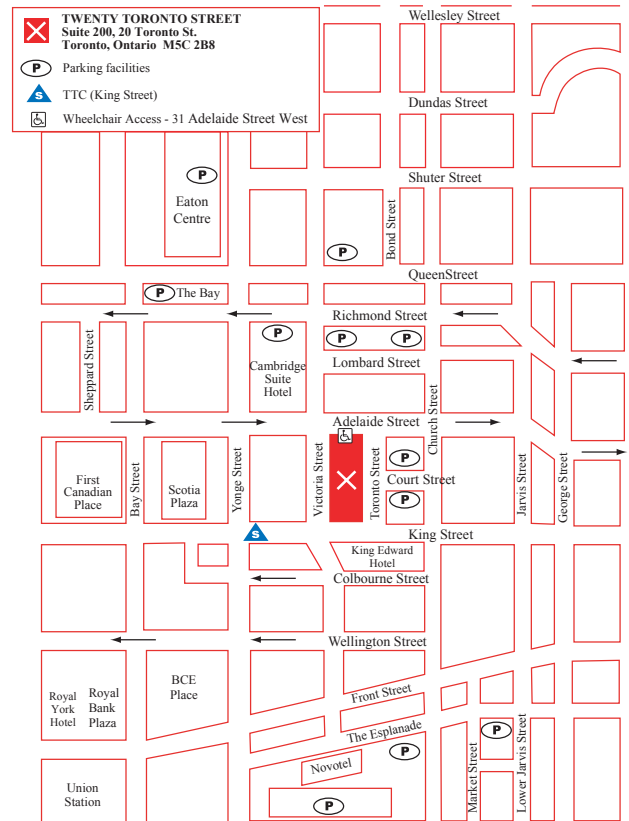 TWENTY TORONTO STREET
Suite 200, 20 Toronto St.
Toronto, Ontario M5C 2B8
P
Parking facilities
S
TTC (King Street)
Wheelchair Access - 31 Adelaide Street West
Wellesley Street
Dundas Street
Shuter Street
P
Eaton
Centre
Bond Street
P
QueenStreet
P
The Bay
Richmond Street
P
P
P
Sheppard Street
Cambridge
Suite
Hotel
Lombard Street
Church Street
Adelaide Street
First
Canadian
Place
Bay Street
Scotia
Plaza
Yonge Street
Victoria Street
Toronto Street
P
Court Street
P
Jarvis Street
George Street
S
King Street
King Edward
Hotel
Colbourne Street
Wellington Street
Royal
York
Hotel
Royal
Bank
Plaza
BCE
Place
Front Street
The Esplanade
P
P
Novotel
Market Street
Lower Jarvis Street
Union
Station
P